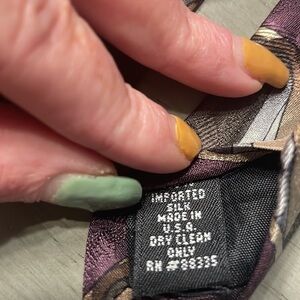 IMPORTED
SILK
MADE IN
U.S.A.
DRY CLEAN
ONLY
RN #88335